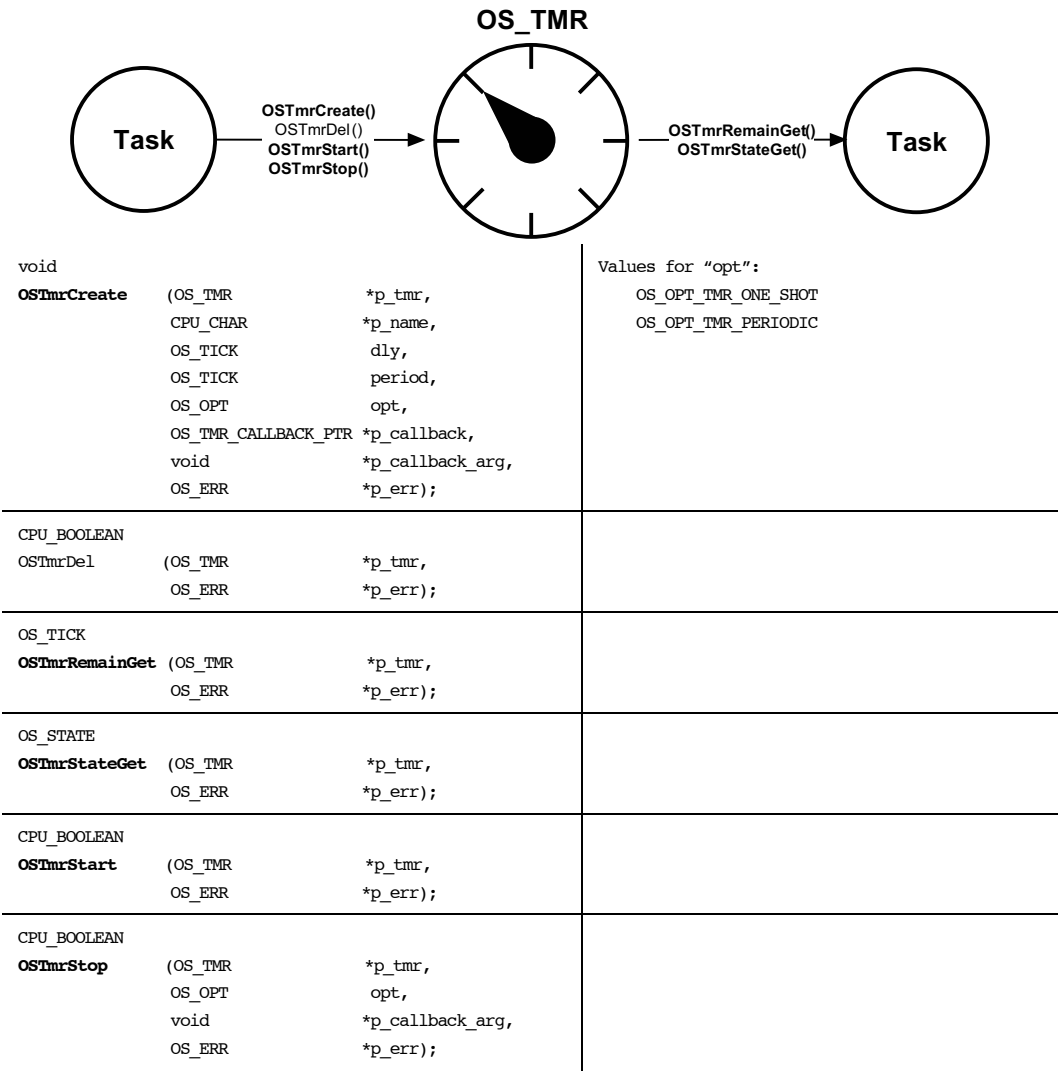 OS_TMR
Task
OSTmrCreate()
OSTmrDel()
OSTmrStart()
OSTmrStop()
OSTmrRemainGet()
OSTmrStateGet()
Task
void
OSTmrCreate (OS_TMR *p_tmr,
CPU_CHAR *p_name,
OS_TICK dly,
OS_TICK period,
OS_OPT opt,
OS_TMR_CALLBACK_PTR *p_callback,
void *p_callback_arg,
OS_ERR *p_err);
Values for “opt”:
OS_OPT_TMR_ONE_SHOT
OS_OPT_TMR_PERIODIC
CPU_BOOLEAN
OSTmrDel (OS_TMR *p_tmr,
OS_ERR *p_err);
OS_TICK
OSTmrRemainGet (OS_TMR *p_tmr,
OS_ERR *p_err);
OS_STATE
OSTmrStateGet (OS_TMR *p_tmr,
OS_ERR *p_err);
CPU_BOOLEAN
OSTmrStart (OS_TMR *p_tmr,
OS_ERR *p_err);
CPU_BOOLEAN
OSTmrStop (OS_TMR *p_tmr,
OS_OPT opt,
void *p_callback_arg,
OS_ERR *p_err);